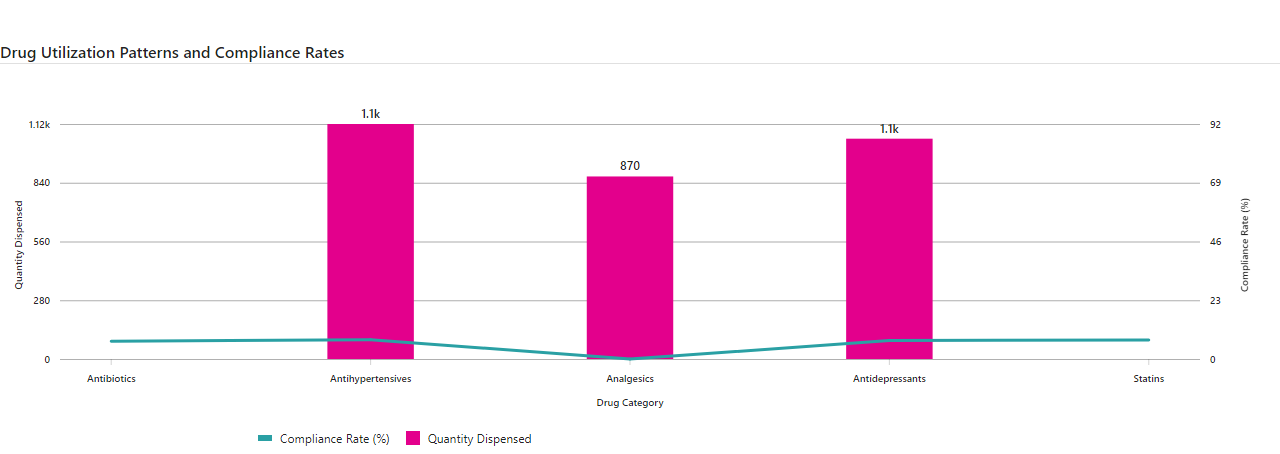 Drug Utilization Patterns and Compliance Rates
1.1k
870
1.1k
1.12k
840
560
280
0
Quantity Dispensed
92
69
46
23
0
Compliance Rate (%)
Antibiotics
Antihypertensives
Analgesics
Antidepressants
Statins
Drug Category
Compliance Rate (%)
Quantity Dispensed